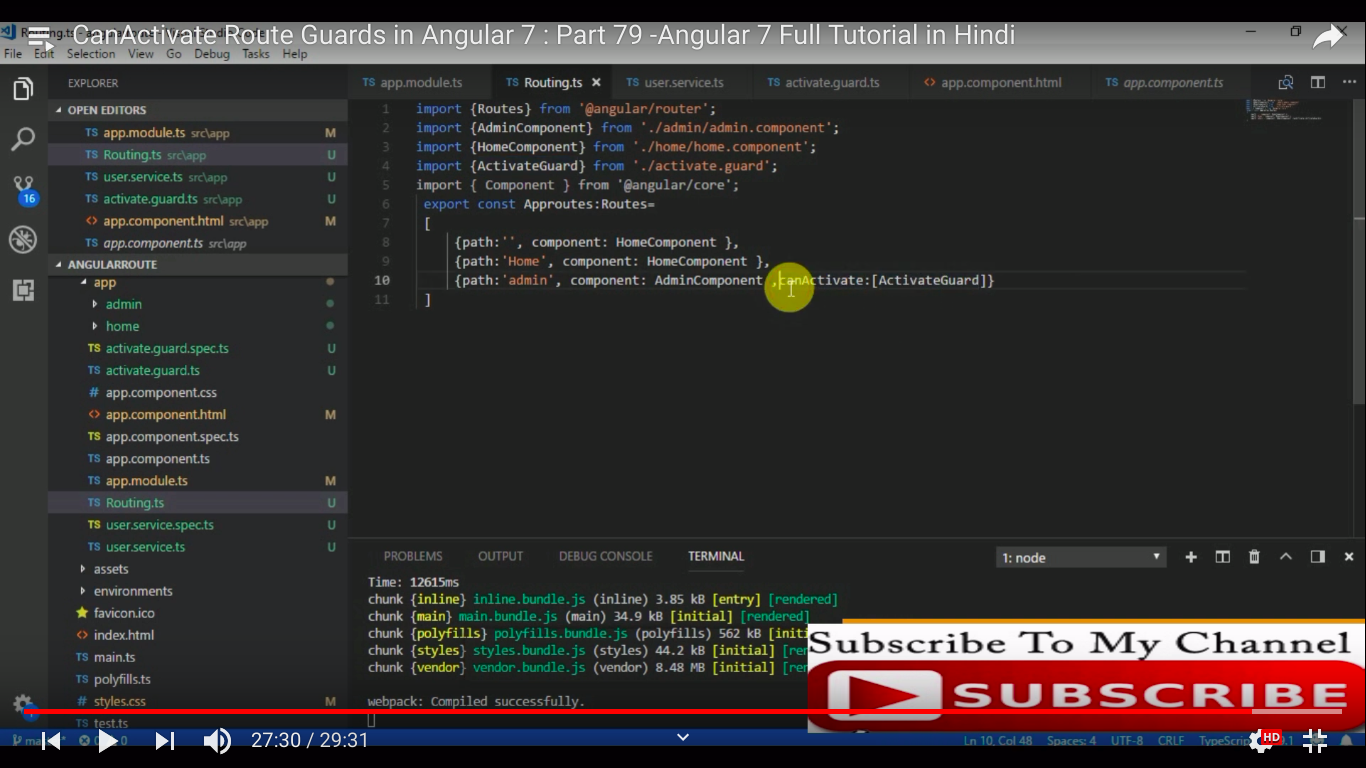 CanActivate Route Guards in Angular 7 : Part 79 -Angular 7 Full Tutorial in Hindi
File Edit Selection View Go Debug Tasks Help
EXPLORER
OPEN EDITORS
TS app.module.ts src\app M
TS Routing.ts src\app U
TS user.service.ts src\app U
TS activate.guard.ts src\app U
<> app.component.html src\app M
TS app.component.ts src\app
16
ANGULARROUTE
app
admin
home
TS activate.guard.spec.ts U
TS activate.guard.ts U
# app.component.css
<> app.component.html M
TS app.component.spec.ts
TS app.component.ts
TS app.module.ts M
TS Routing.ts U
TS user.service.spec.ts U
TS user.service.ts U
assets
environments
favicon.ico
<> index.html
TS main.ts
TS polyfills.ts
# styles.css M
TS test.ts
TS app.module.ts TS Routing.ts × TS user.service.ts TS activate.guard.ts <> app.component.html TS app.component.ts
1 import {Routes} from '@angular/router';
2 import {AdminComponent} from './admin/admin.component';
3 import {HomeComponent} from './home/home.component';
4 import {ActivateGuard} from './activate.guard';
5 import { Component } from '@angular/core';
6 export const Approutes:Routes=
7 [
8 {path:'', component: HomeComponent },
9 {path:'Home', component: HomeComponent },
10 {path:'admin', component: AdminComponent ,canActivate:[ActivateGuard]}
11 ]
PROBLEMS OUTPUT DEBUG CONSOLE TERMINAL 1: node
Time: 12615ms
chunk {inline} inline.bundle.js (inline) 3.85 kB [entry] [rendered]
chunk {main} main.bundle.js (main) 34.9 kB [initial] [rendered]
chunk {polyfills} polyfills.bundle.js (polyfills) 562 kB [initi
chunk {styles} styles.bundle.js (styles) 44.2 kB [initial] [re
chunk {vendor} vendor.bundle.js (vendor) 8.48 MB [initial] [re
webpack: Compiled successfully.
Subscribe To My Channel
SUBSCRIBE
27:30 / 29:31
HD
Ln 10, Col 48 Spaces: 4 UTF-8 CRLF